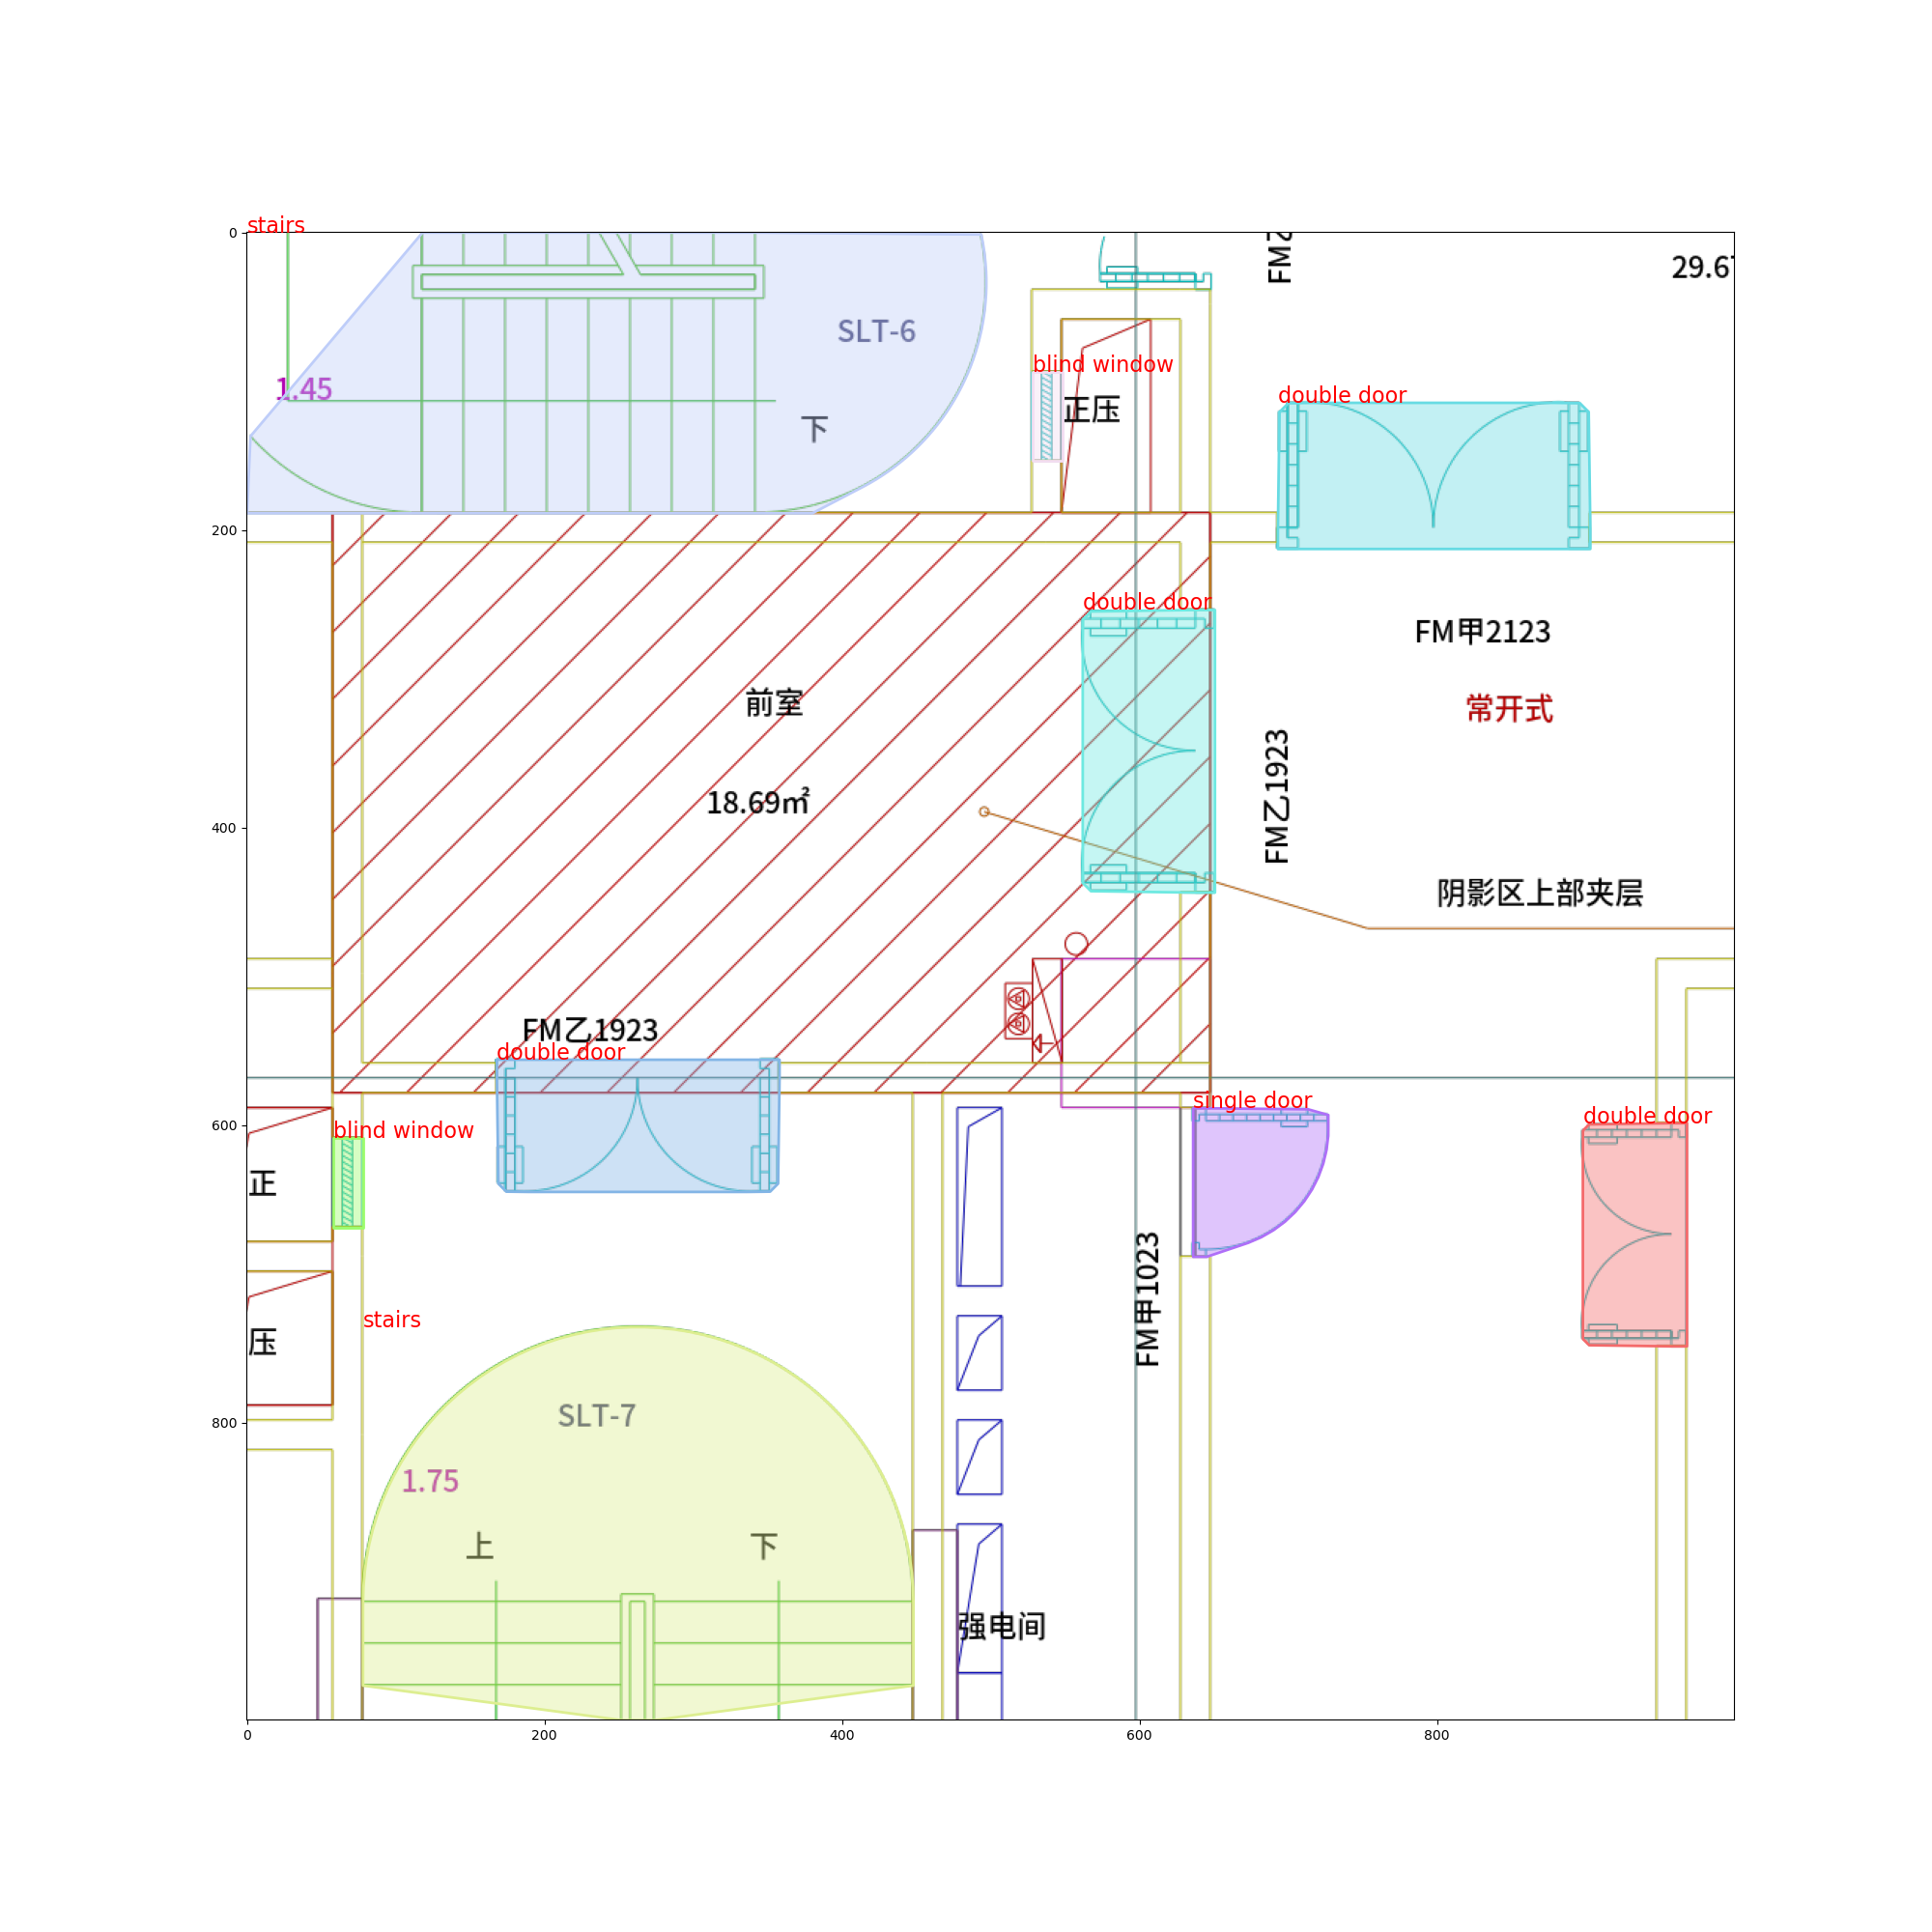 stairs
0
FM乙
29.67
SLT-6
blind window
1.45
double door
正压
下
200
double door
FM甲2123
前室
常开式
18.69㎡
FM乙1923
400
阴影区上部夹层
FM乙1923
double door
single door
double door
600
blind window
正
FM甲1023
stairs
压
SLT-7
800
1.75
上
下
强电间
0
200
400
600
800